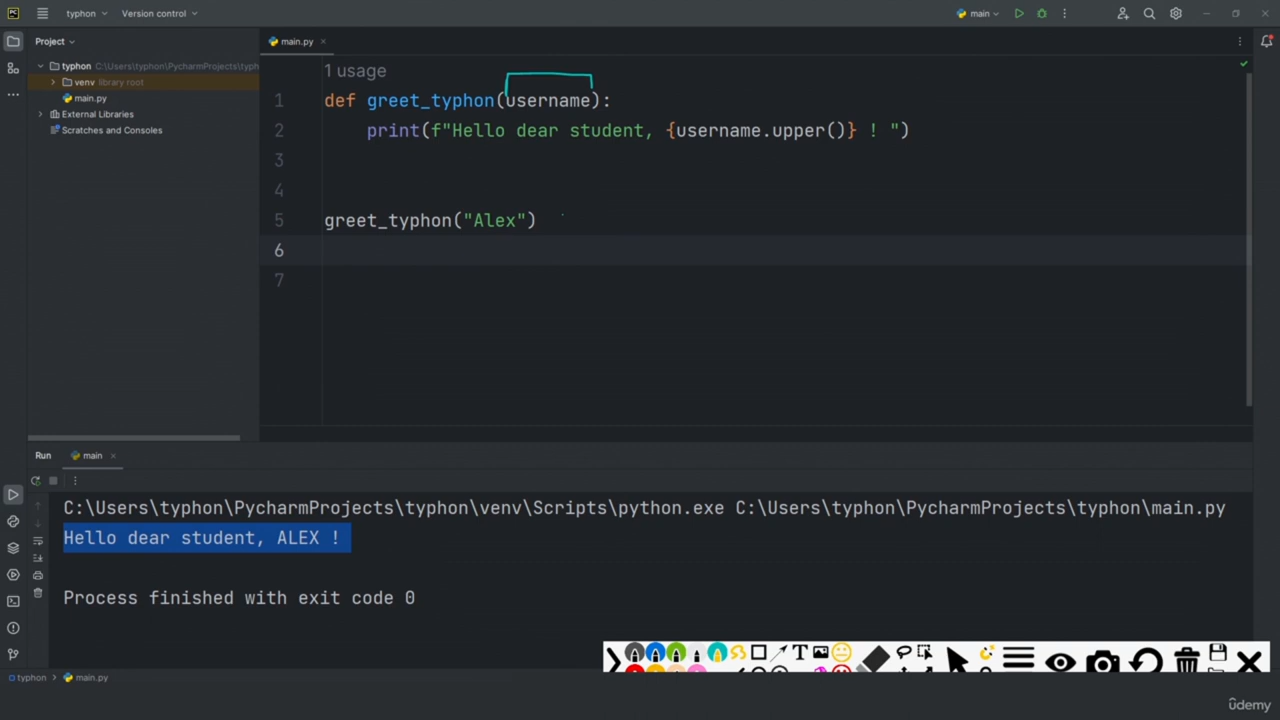 typhon Version control main
Project main.py
typhon C:\Users\typhon\PycharmProjects\typh
venv library root
main.py
External Libraries
Scratches and Consoles
1 usage
1 def greet_typhon(username):
2 print(f"Hello dear student, {username.upper()} ! ")
3
4
5 greet_typhon("Alex")
6
7
Run main
C:\Users\typhon\PycharmProjects\typhon\venv\Scripts\python.exe C:\Users\typhon\PycharmProjects\typhon\main.py
Hello dear student, ALEX !
Process finished with exit code 0
T
typhon > main.py
udemy